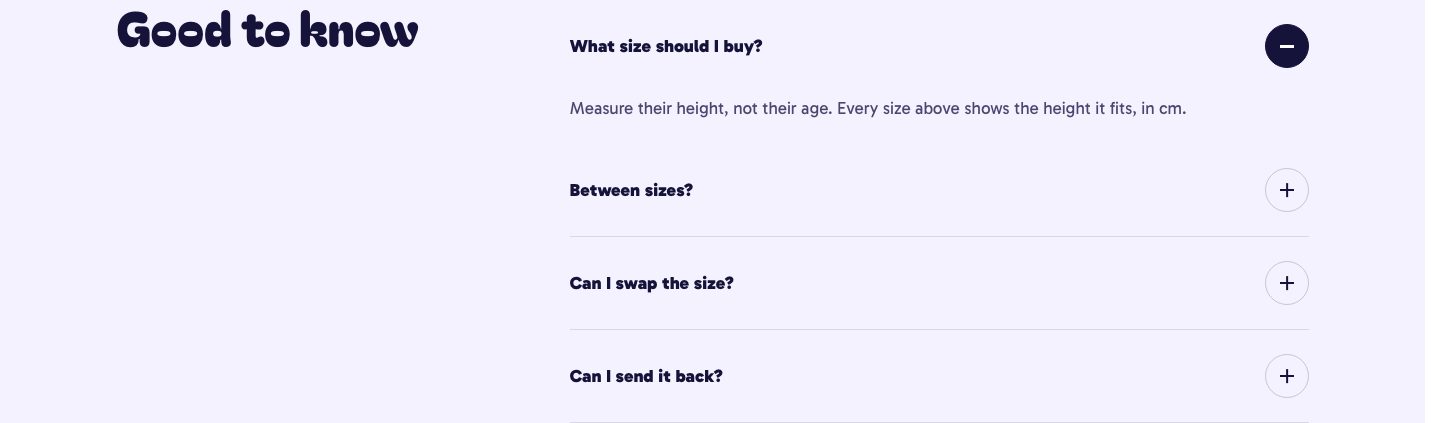 Good to know
What size should I buy?
Measure their height, not their age. Every size above shows the height it fits, in cm.
Between sizes?
Can I swap the size?
Can I send it back?